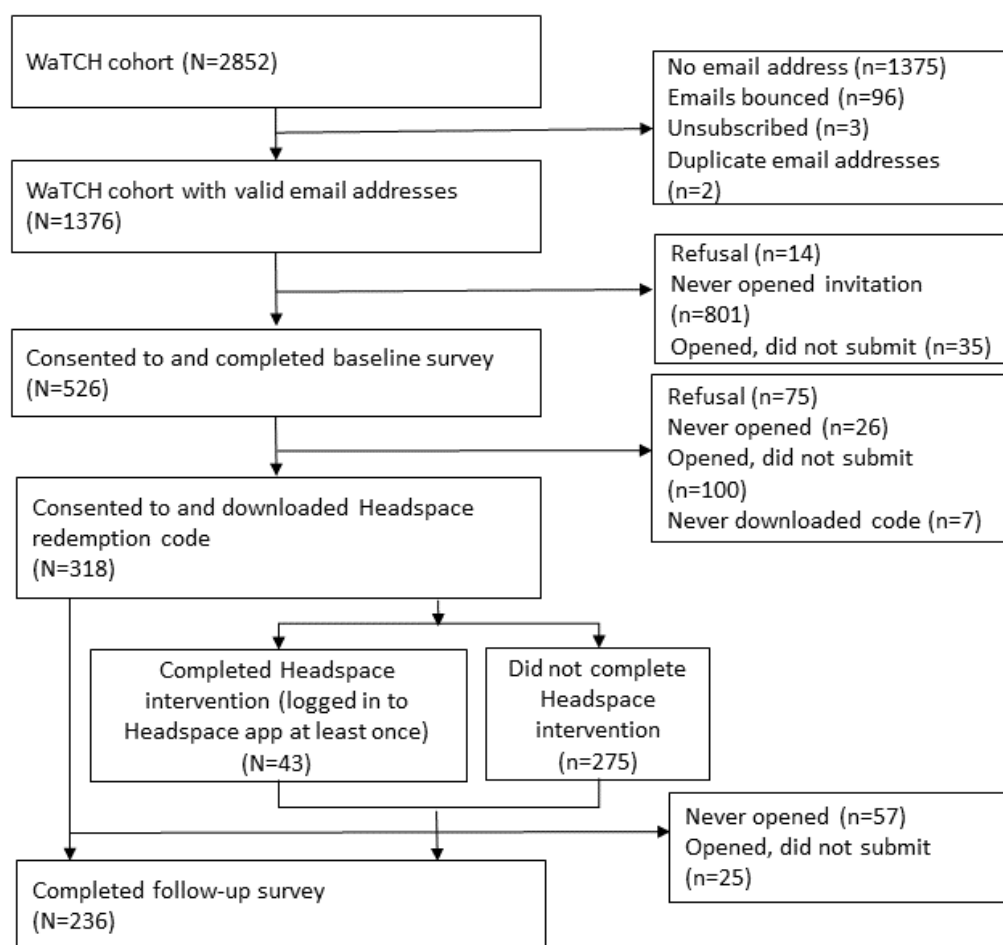 WaTCH cohort (N=2852)
No email address (n=1375)
Emails bounced (n=96)
Unsubscribed (n=3)
Duplicate email addresses
(n=2)
WaTCH cohort with valid email addresses
(N=1376)
Refusal (n=14)
Never opened invitation
(n=801)
Opened, did not submit (n=35)
Consented to and completed baseline survey
(N=526)
Refusal (n=75)
Never opened (n=26)
Opened, did not submit
(n=100)
Never downloaded code (n=7)
Consented to and downloaded Headspace
redemption code
(N=318)
Completed Headspace
intervention (logged in to
Headspace app at least once)
(N=43)
Did not complete
Headspace
intervention
(n=275)
Never opened (n=57)
Opened, did not submit
(n=25)
Completed follow-up survey
(N=236)